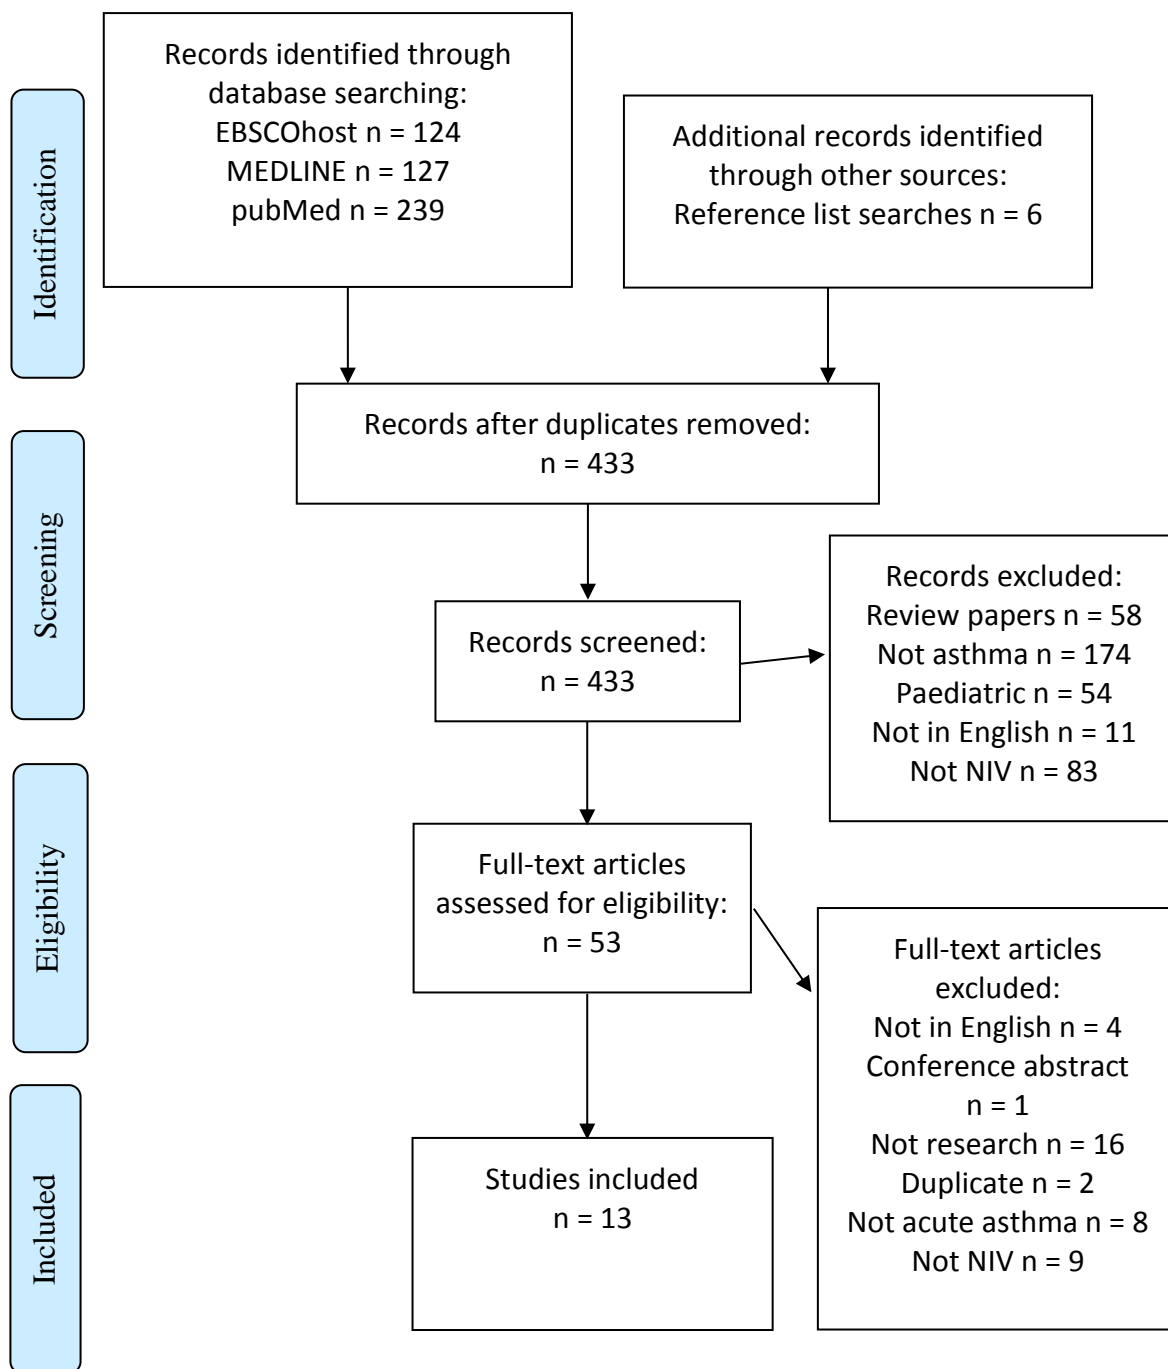 Identification
Records identified through
database searching:
EBSCOhost n = 124
MEDLINE n = 127
pubMed n = 239
Additional records identified
through other sources:
Reference list searches n = 6
Records after duplicates removed:
n = 433
Screening
Records screened:
n = 433
Records excluded:
Review papers n = 58
Not asthma n = 174
Paediatric n = 54
Not in English n = 11
Not NIV n = 83
Eligibility
Full-text articles
assessed for eligibility:
n = 53
Full-text articles
excluded:
Not in English n = 4
Conference abstract
n = 1
Not research n = 16
Duplicate n = 2
Not acute asthma n = 8
Not NIV n = 9
Included
Studies included
n = 13